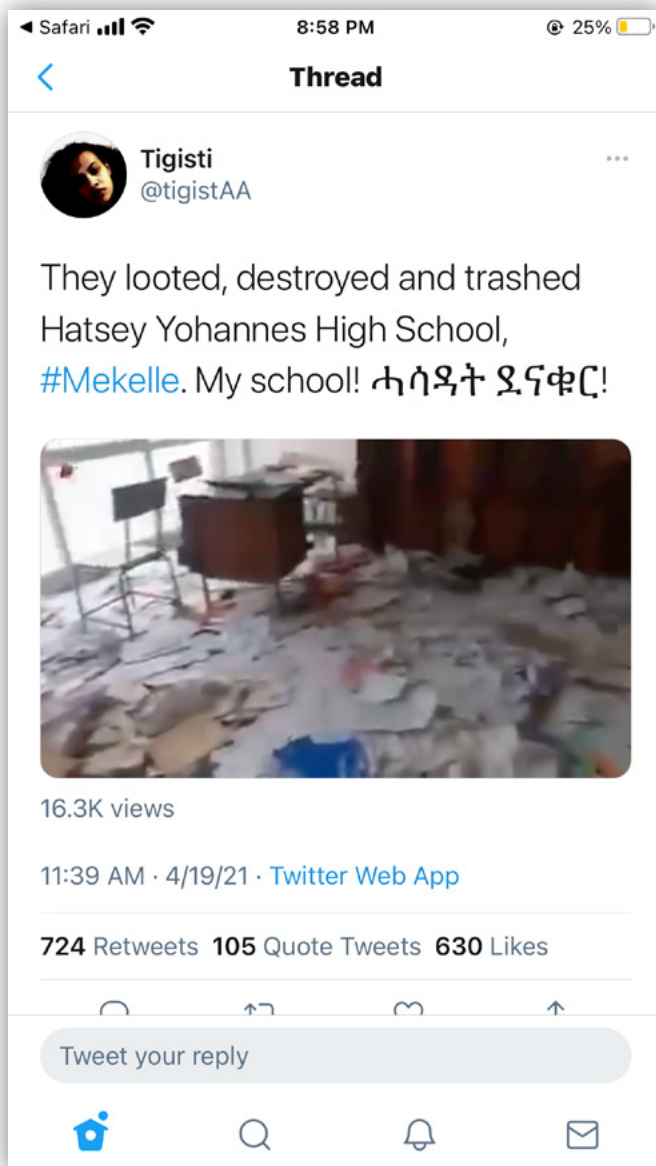 Safari
8:58 PM
25%
Thread
Tigisti
@tigistAA
They looted, destroyed and trashed
Hatsey Yohannes High School,
#Mekelle. My school! ሓሳዳት ደናቁር!
16.3K views
11:39 AM · 4/19/21 · Twitter Web App
724 Retweets 105 Quote Tweets 630 Likes
Tweet your reply